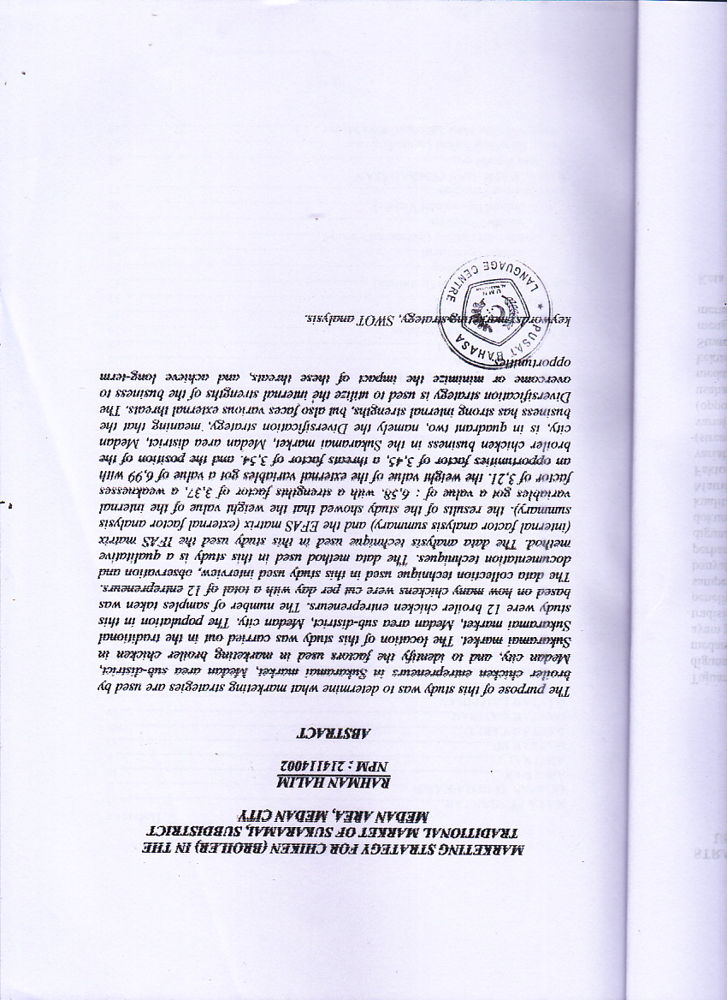 MARKETING STRATEGY FOR CHIKEN (BROILER) IN THE
TRADITIONAL MARKET OF SUKARAMAI, SUBDISTRICT
MEDAN AREA, MEDAN CITY
RAHMAN HALIM
NPM : 214114002
ABSTRACT
The purpose of this study was to determine what marketing strategies are used by
broiler chicken entrepreneurs in Sukaramai market, Medan area sub-district,
Medan city, and to identify the factors used in marketing broiler chicken in
Sukaramai market. The location of this study was carried out in the traditional
Sukaramai market, Medan area sub-district, Medan city. The population in this
study were 12 broiler chicken entrepreneurs. The number of samples taken was
based on how many chickens were cut per day with a total of 12 entrepreneurs.
The data collection technique used in this study used interview, observation and
documentation techniques. The data method used in this study is a qualitative
method. The data analysis technique used in this study used the IFAS matrix
(internal factor analysis summary) and the EFAS matrix (external factor analysis
summary). the results of the study showed that the weight value of the internal
variables got a value of : 6,58. with a strengths factor of 3,37, a weaknesses
factor of 3,21. the weight value of the external variables got a value of 6,99 with
an opportunities factor of 3,45, a threats factor of 3,54, and the position of the
broiler chicken business in the Sukaramai market, Medan area district, Medan
city, is in quadrant two, namely the Diversification strategy, meaning that the
business has strong internal strengths, but also faces various external threats. The
Diversification strategy is used to utilize the internal strengths of the business to
overcome or minimize the impact of these threats, and achieve long-term
opportunities.
keywords:marketing strategy, SWOT analysis.
PUSAT BAHASA
UMN
LANGUAGE CENTRE